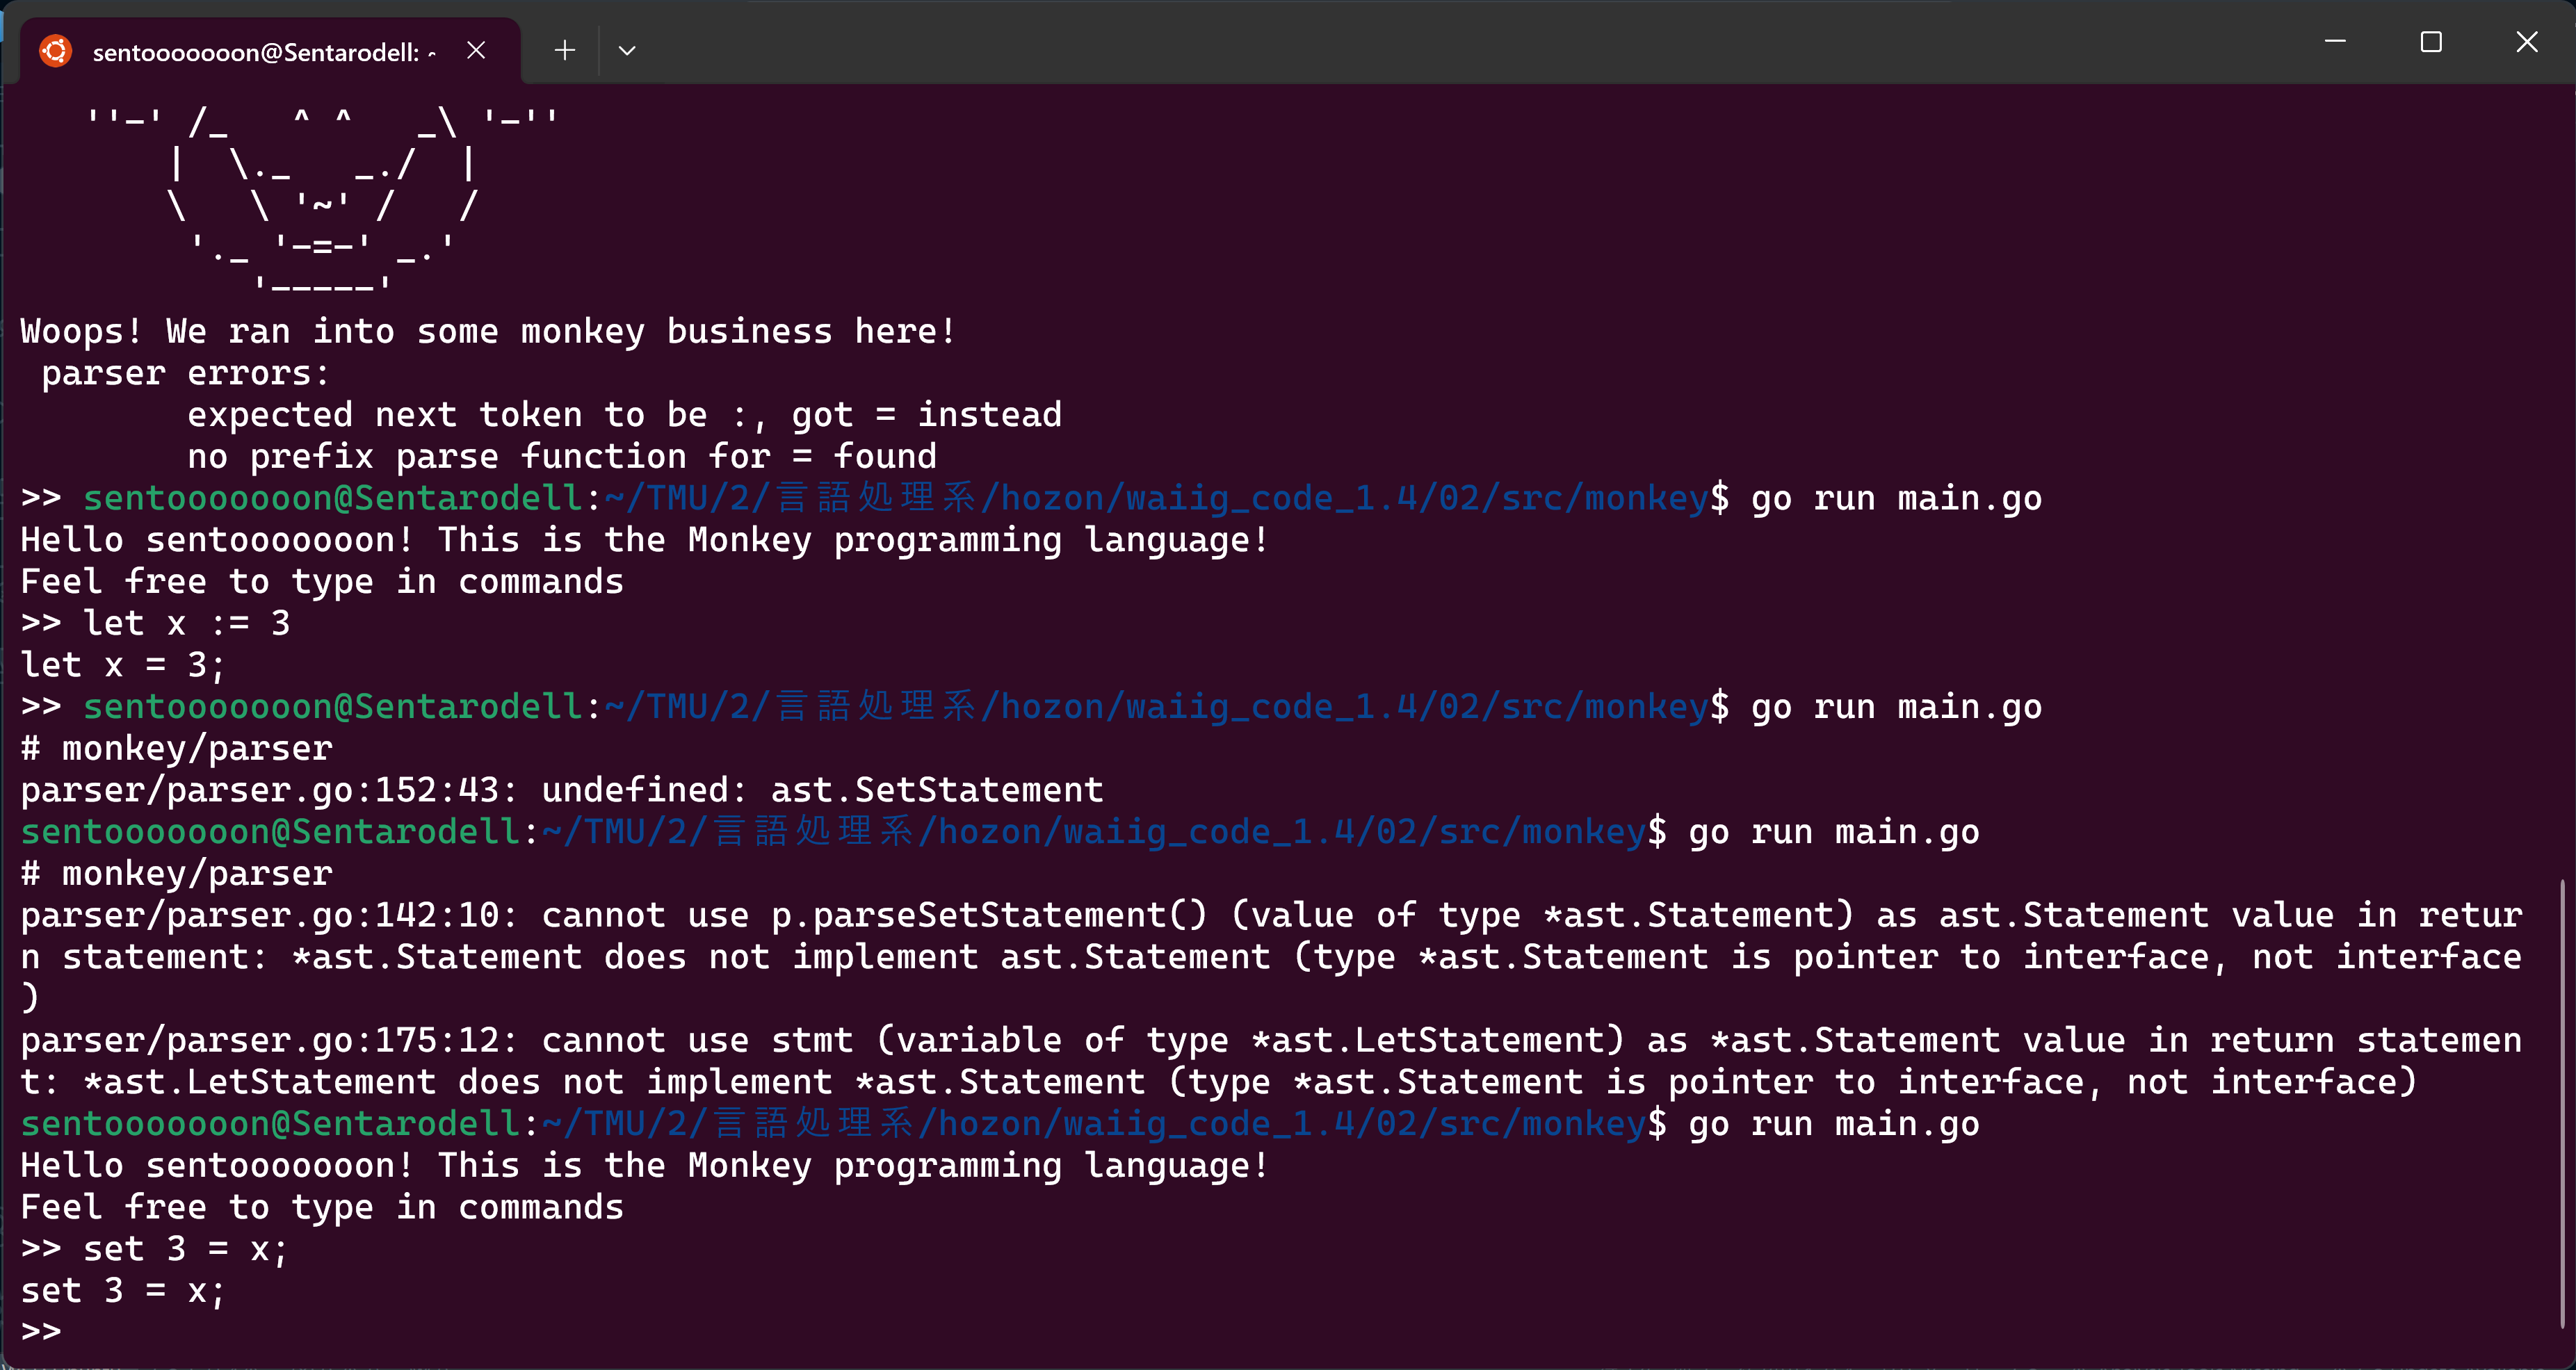 sentooooooon@Sentarodell: ~
''-' /_   ^ ^   _\ '-''
|  \._   _./  |
\   \ '~' /   /
'._ '-=-' _.'
'-----'
Woops! We ran into some monkey business here!
parser errors:
expected next token to be :, got = instead
no prefix parse function for = found
>> sentooooooon@Sentarodell:~/TMU/2/言語処理系/hozon/waiig_code_1.4/02/src/monkey$ go run main.go
Hello sentooooooon! This is the Monkey programming language!
Feel free to type in commands
>> let x := 3
let x = 3;
>> sentooooooon@Sentarodell:~/TMU/2/言語処理系/hozon/waiig_code_1.4/02/src/monkey$ go run main.go
# monkey/parser
parser/parser.go:152:43: undefined: ast.SetStatement
sentooooooon@Sentarodell:~/TMU/2/言語処理系/hozon/waiig_code_1.4/02/src/monkey$ go run main.go
# monkey/parser
parser/parser.go:142:10: cannot use p.parseSetStatement() (value of type *ast.Statement) as ast.Statement value in retur
n statement: *ast.Statement does not implement ast.Statement (type *ast.Statement is pointer to interface, not interface
)
parser/parser.go:175:12: cannot use stmt (variable of type *ast.LetStatement) as *ast.Statement value in return statemen
t: *ast.LetStatement does not implement *ast.Statement (type *ast.Statement is pointer to interface, not interface)
sentooooooon@Sentarodell:~/TMU/2/言語処理系/hozon/waiig_code_1.4/02/src/monkey$ go run main.go
Hello sentooooooon! This is the Monkey programming language!
Feel free to type in commands
>> set 3 = x;
set 3 = x;
>>